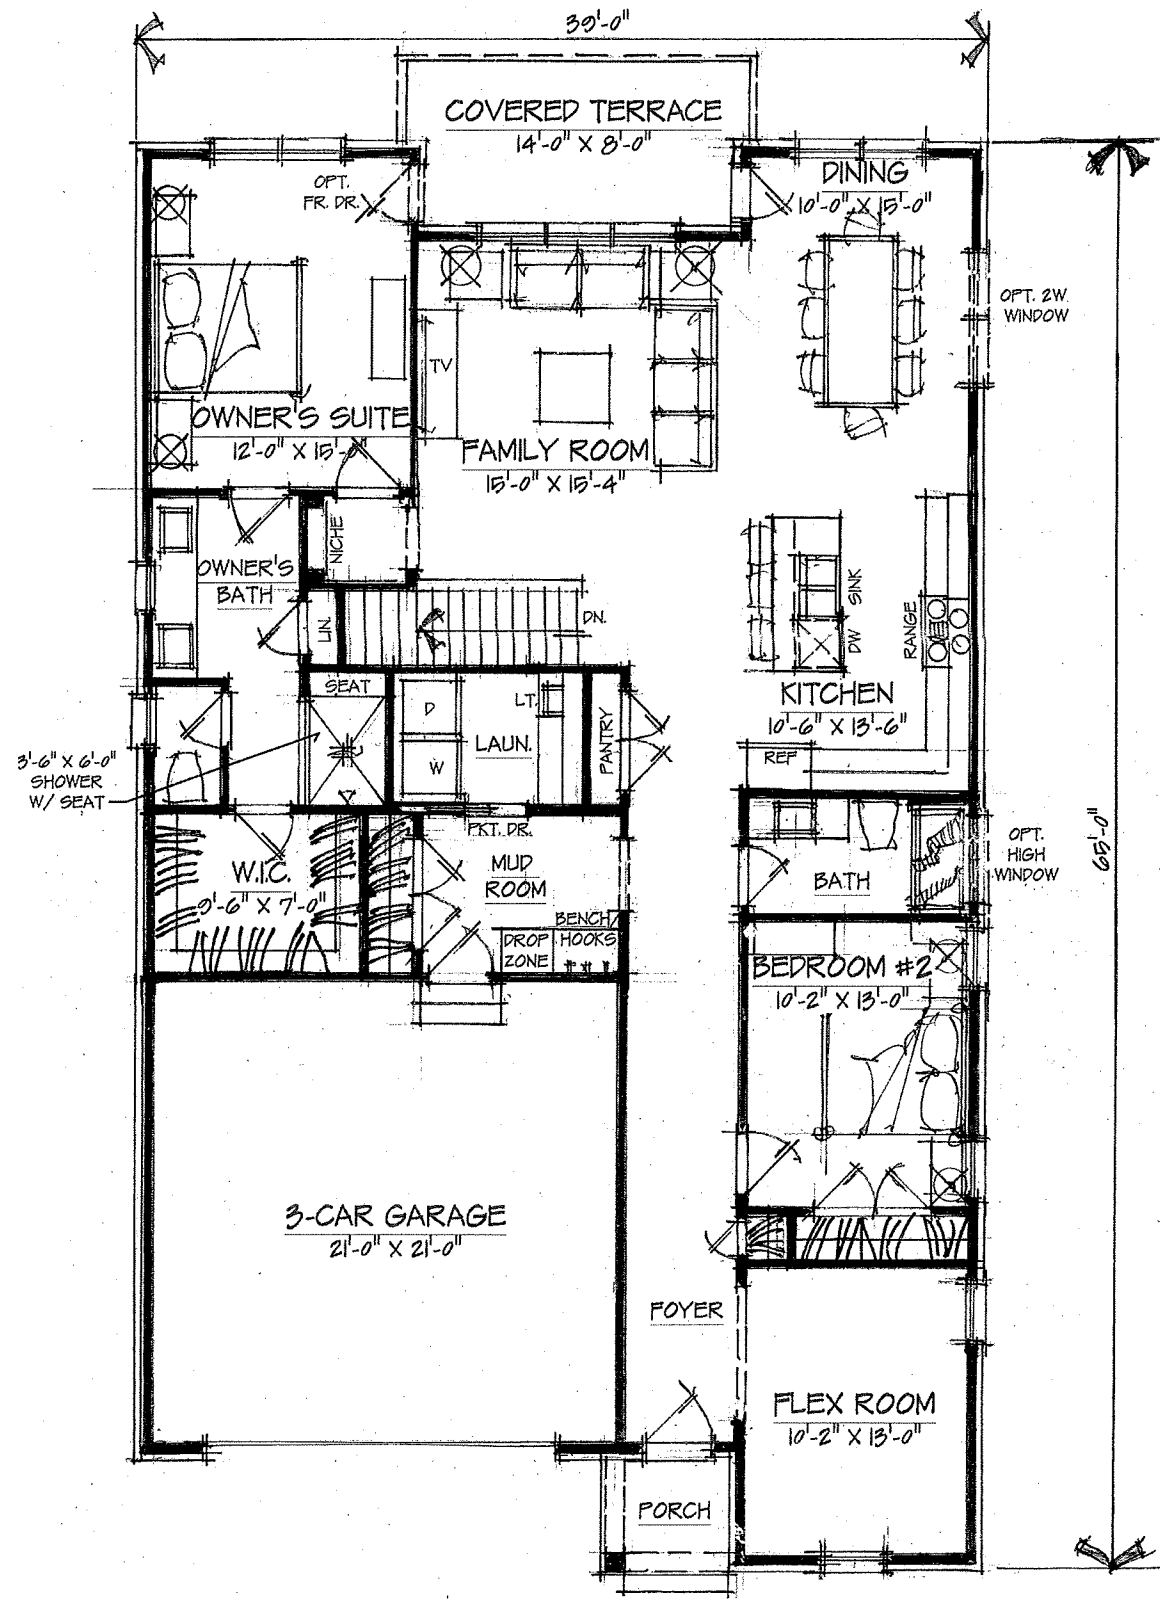 39'-0"
COVERED TERRACE
14'-0" X 8'-0"
OPT.
FR. DR.
DINING
10'-0" X 15'-0"
OPT. 2W.
WINDOW
TV
OWNER'S SUITE
12'-0" X 15'-0"
FAMILY ROOM
15'-0" X 15'-4"
NICHE
OWNER'S
BATH
LIN.
DN.
SINK
DW
RANGE
KITCHEN
10'-6" X 13'-6"
REF
SEAT
D
W
LT.
LAUN.
PANTRY
3'-6" X 6'-0"
SHOWER
W/ SEAT
PKT. DR.
W.I.C.
9'-6" X 7'-0"
MUD
ROOM
BENCH/
HOOKS
DROP
ZONE
BATH
OPT.
HIGH
WINDOW
65'-0"
BEDROOM #2
10'-2" X 13'-0"
3-CAR GARAGE
21'-0" X 21'-0"
FOYER
FLEX ROOM
10'-2" X 13'-0"
PORCH